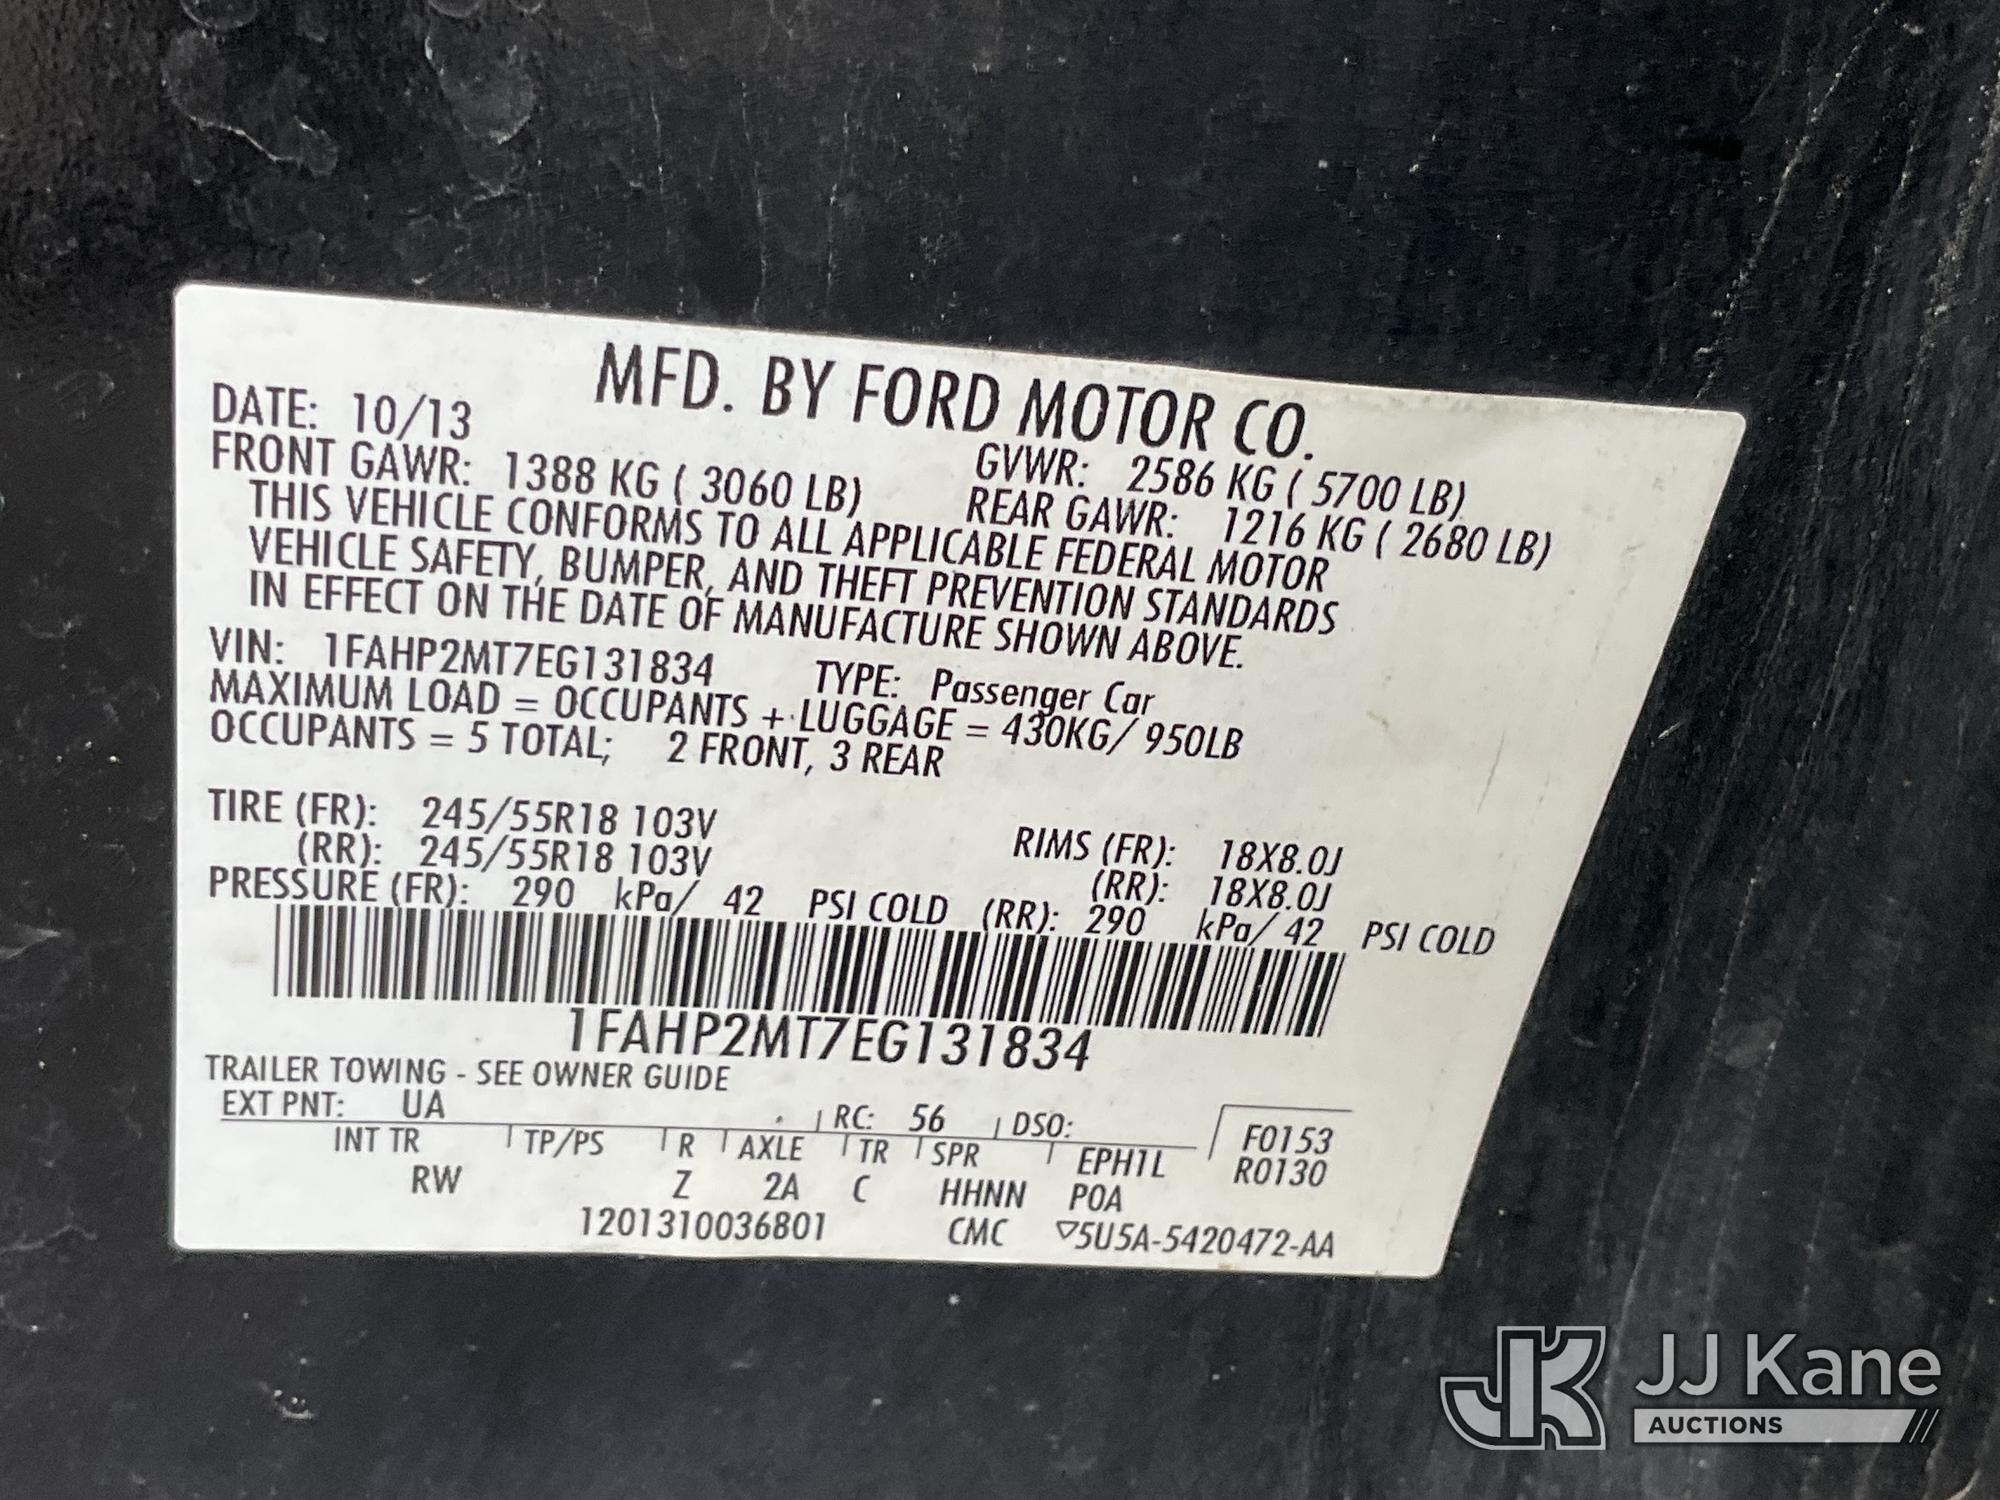 MFD. BY FORD MOTOR CO.
DATE: 10/13 GVWR: 2586 KG ( 5700 LB)
FRONT GAWR: 1388 KG ( 3060 LB) REAR GAWR: 1216 KG ( 2680 LB)
THIS VEHICLE CONFORMS TO ALL APPLICABLE FEDERAL MOTOR
VEHICLE SAFETY, BUMPER, AND THEFT PREVENTION STANDARDS
IN EFFECT ON THE DATE OF MANUFACTURE SHOWN ABOVE.
VIN: 1FAHP2MT7EG131834 TYPE: Passenger Car
MAXIMUM LOAD = OCCUPANTS + LUGGAGE = 430KG/ 950LB
OCCUPANTS = 5 TOTAL; 2 FRONT, 3 REAR
TIRE (FR): 245/55R18 103V RIMS (FR): 18X8.0J
(RR): 245/55R18 103V (RR): 18X8.0J
PRESSURE (FR): 290 kPa/ 42 PSI COLD (RR): 290 kPa/ 42 PSI COLD
1FAHP2MT7EG131834
TRAILER TOWING - SEE OWNER GUIDE
EXT PNT: UA RC: 56 DSO: F0153
INT TR TP/PS R AXLE TR SPR EPH1L R0130
RW Z 2A C HHNN POA
1201310036801 CMC ▽5U5A-5420472-AA
JK JJ Kane
AUCTIONS